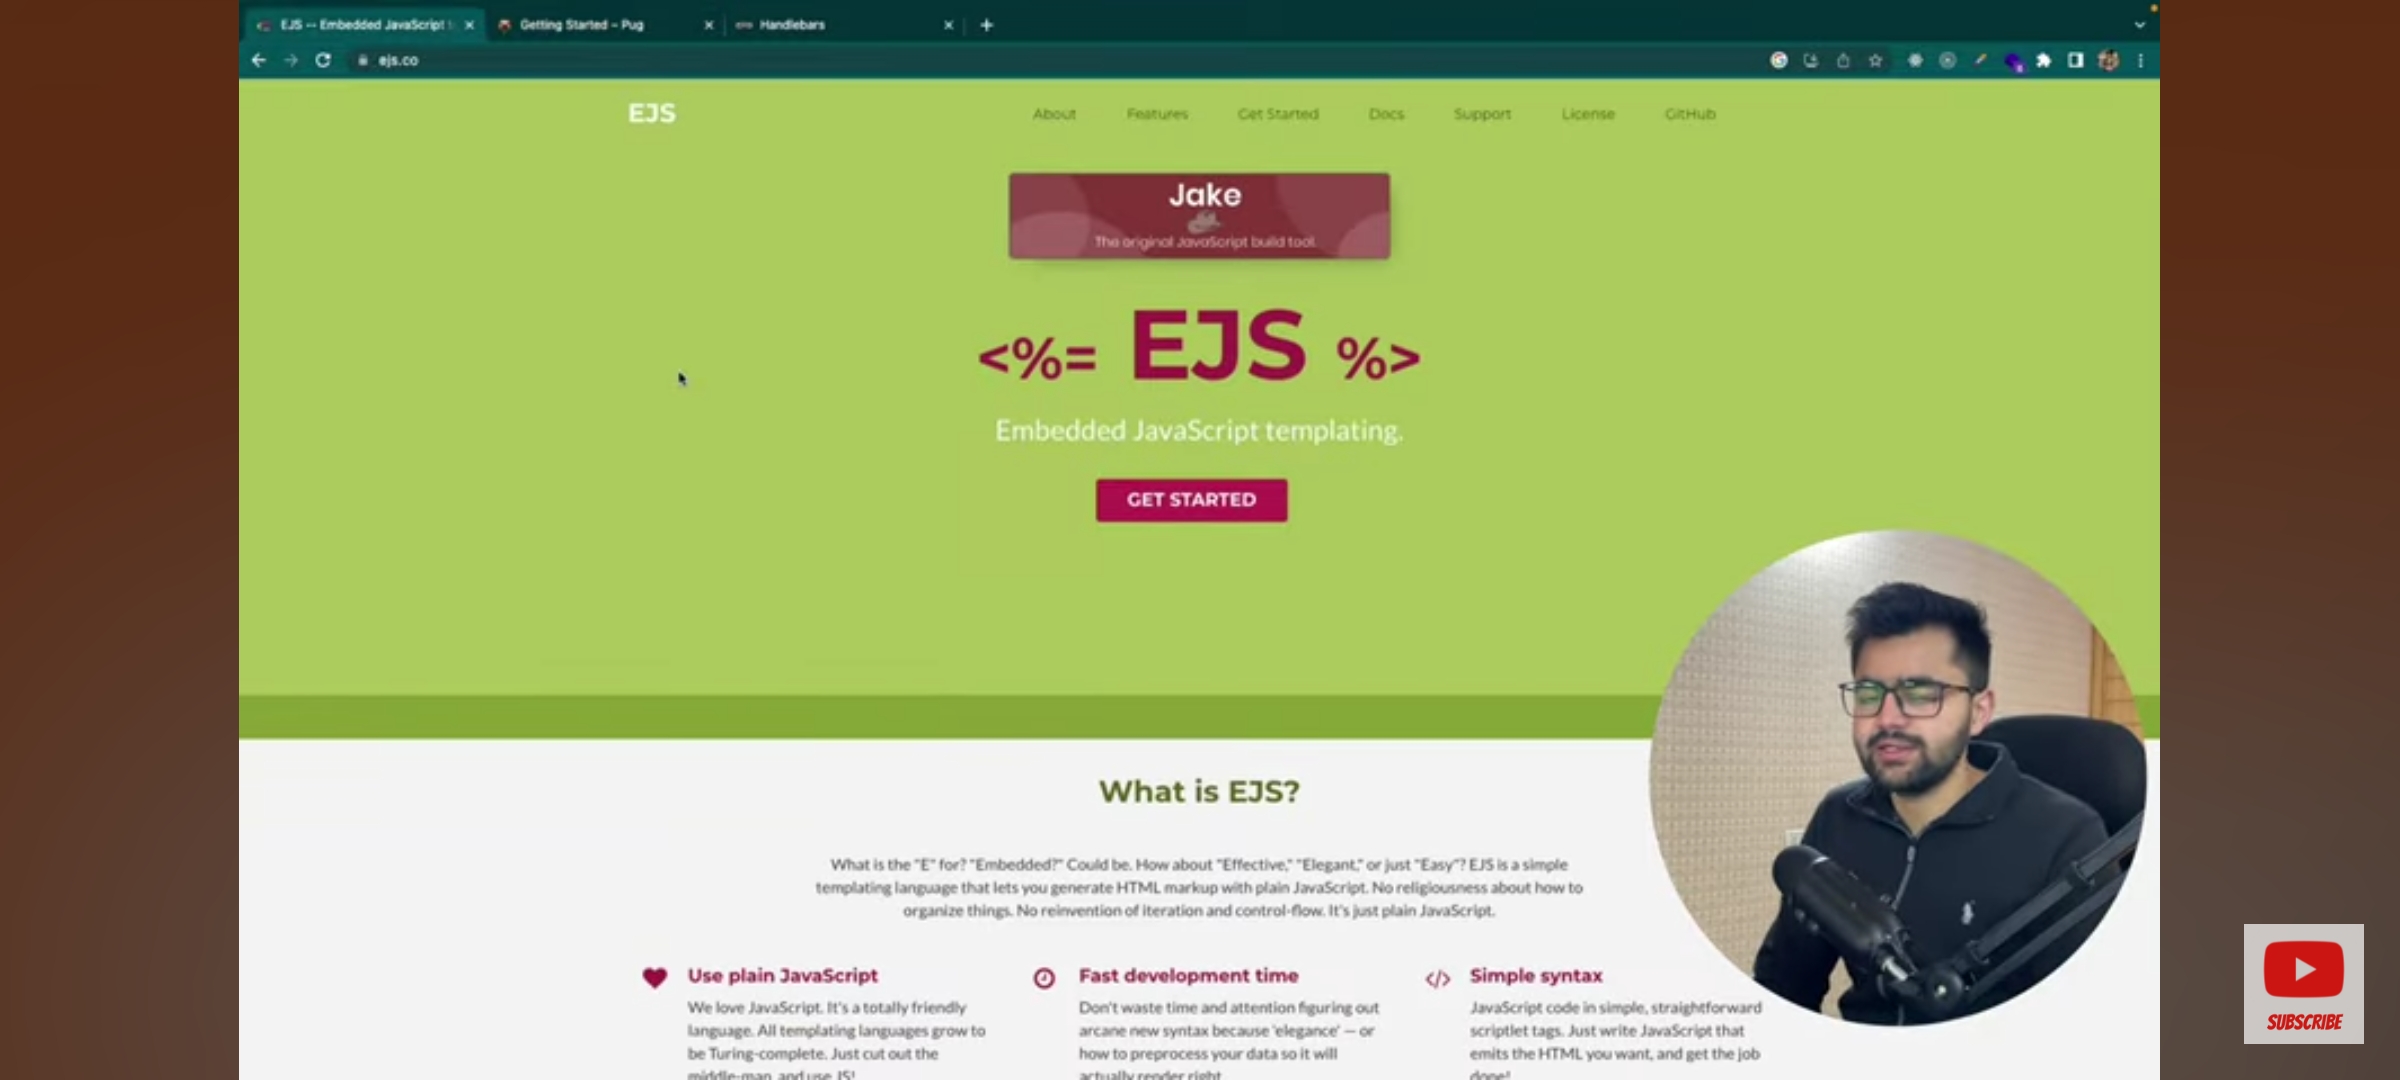 EJS -- Embedded JavaScript t
Getting Started – Pug
Handlebars
ejs.co
EJS
About
Features
Get Started
Docs
Support
License
GitHub
Jake
The original JavaScript build tool.
<%= EJS %>
Embedded JavaScript templating.
GET STARTED
What is EJS?
What is the "E" for? "Embedded?" Could be. How about "Effective," "Elegant," or just "Easy"? EJS is a simple
templating language that lets you generate HTML markup with plain JavaScript. No religiousness about how to
organize things. No reinvention of iteration and control-flow. It's just plain JavaScript.
Use plain JavaScript
We love JavaScript. It's a totally friendly
language. All templating languages grow to
be Turing-complete. Just cut out the
middle-man, and use JS!
Fast development time
Don't waste time and attention figuring out
arcane new syntax because 'elegance' — or
how to preprocess your data so it will
actually render right.
Simple syntax
JavaScript code in simple, straightforward
scriptlet tags. Just write JavaScript that
emits the HTML you want, and get the job
done!
SUBSCRIBE